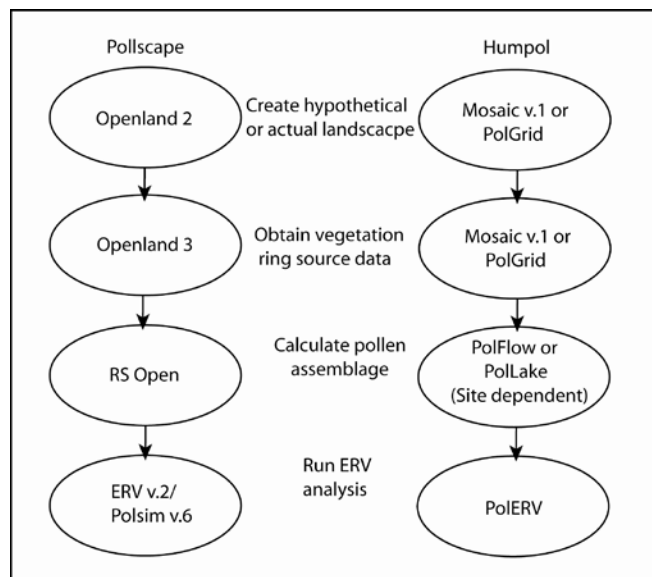 Pollscape
Humpol
Openland 2
Create hypothetical
or actual landscacpe
Mosaic v.1 or
PolGrid
Openland 3
Obtain vegetation
ring source data
Mosaic v.1 or
PolGrid
RS Open
Calculate pollen
assemblage
PolFlow or
PolLake
(Site dependent)
ERV v.2/
Polsim v.6
Run ERV
analysis
PolERV